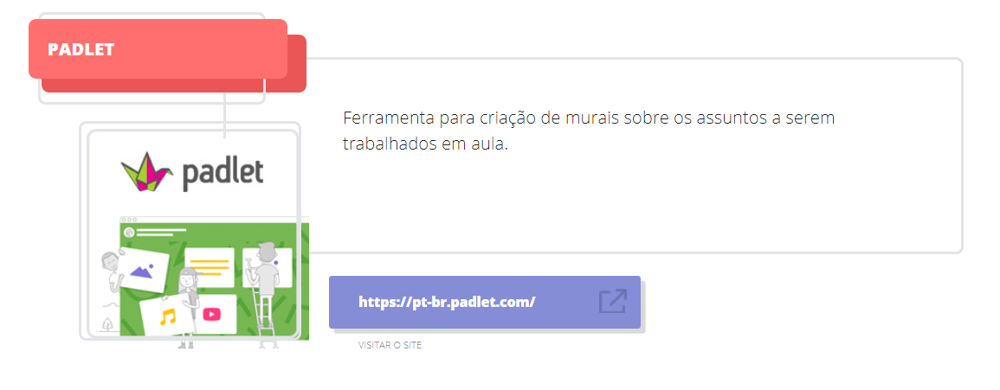 PADLET
Ferramenta para criação de murais sobre os assuntos a serem
trabalhados em aula.
padlet
https://pt-br.padlet.com/
VISITAR O SITE